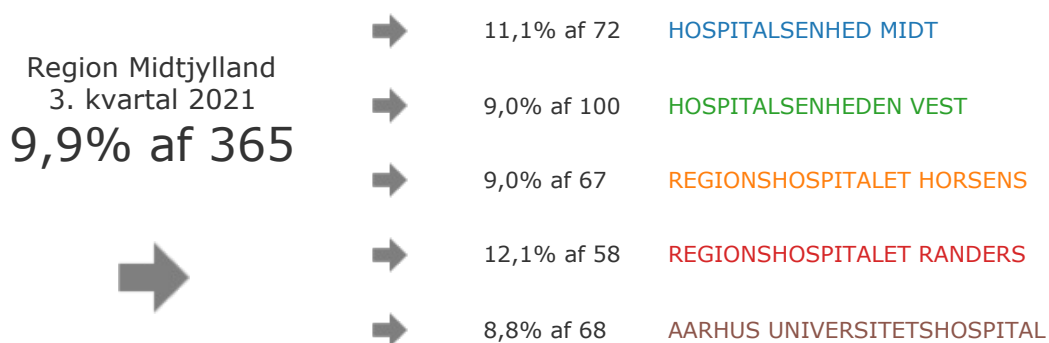 Region Midtjylland
3. kvartal 2021
9,9% af 365
11,1% af 72 HOSPITALSENHED MIDT
9,0% af 100 HOSPITALSENHEDEN VEST
9,0% af 67 REGIONSHOSPITALET HORSENS
12,1% af 58 REGIONSHOSPITALET RANDERS
8,8% af 68 AARHUS UNIVERSITETSHOSPITAL